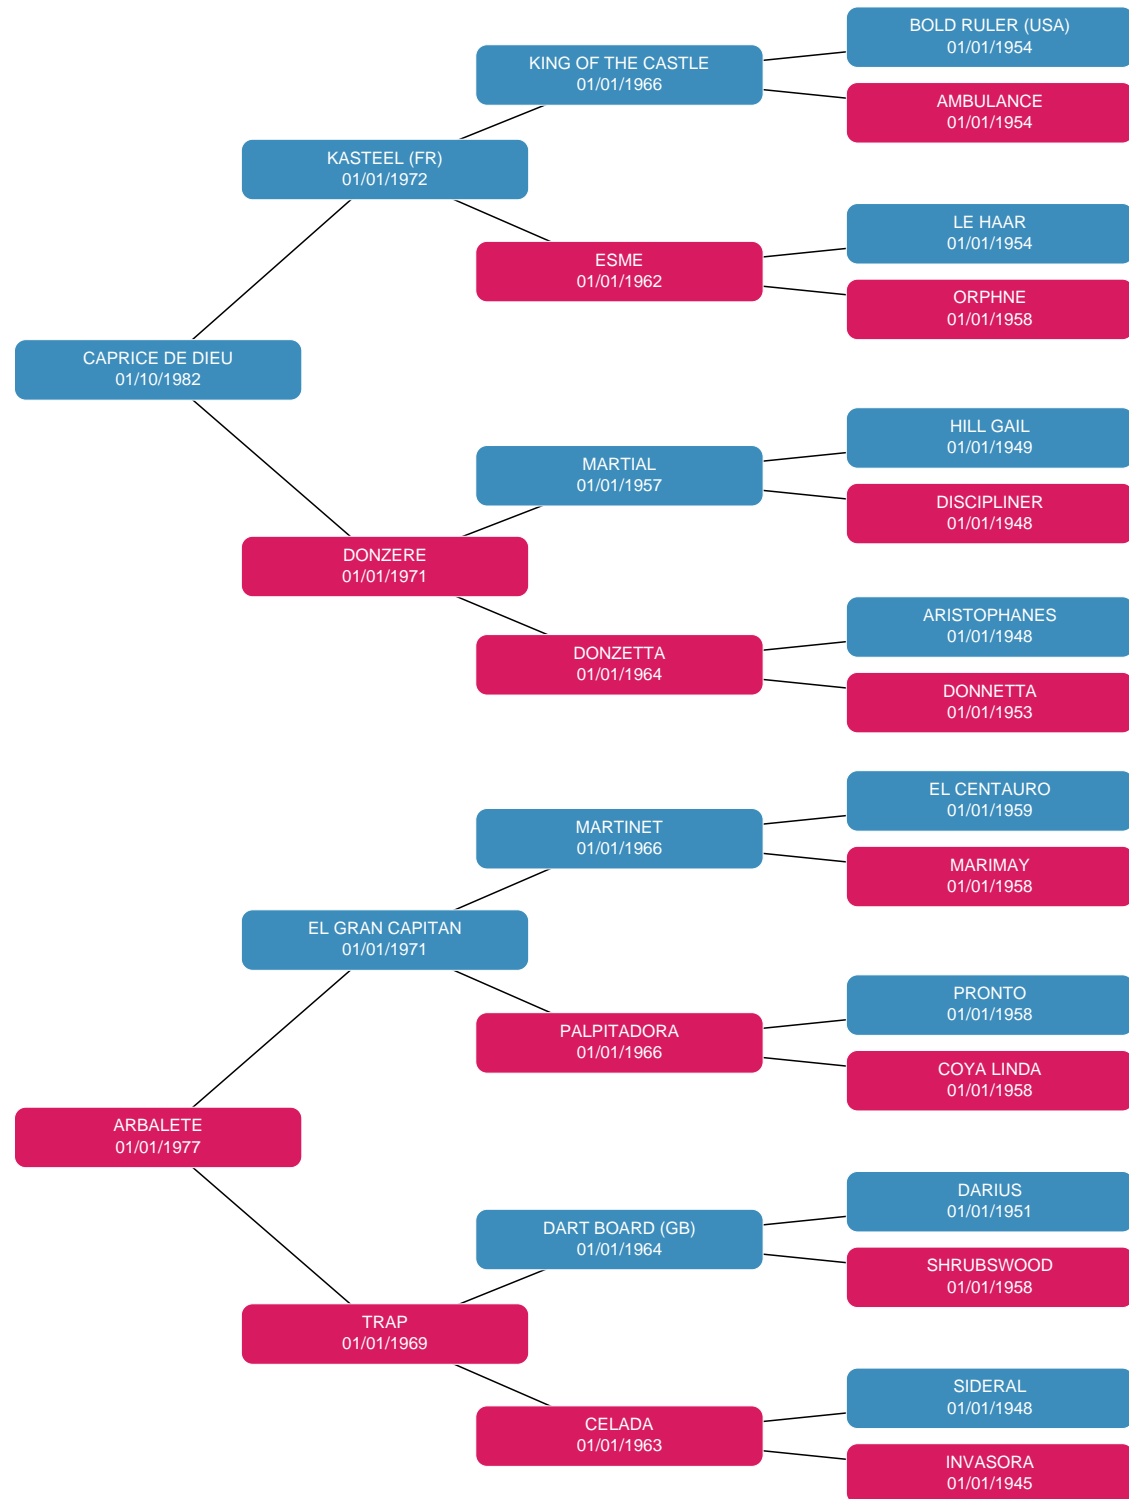 BOLD RULER (USA)
01/01/1954
KING OF THE CASTLE
01/01/1966
AMBULANCE
01/01/1954
KASTEEL (FR)
01/01/1972
LE HAAR
01/01/1954
ESME
01/01/1962
ORPHNE
01/01/1958
CAPRICE DE DIEU
01/10/1982
HILL GAIL
01/01/1949
MARTIAL
01/01/1957
DISCIPLINER
01/01/1948
DONZERE
01/01/1971
ARISTOPHANES
01/01/1948
DONZETTA
01/01/1964
DONNETTA
01/01/1953
EL CENTAURO
01/01/1959
MARTINET
01/01/1966
MARIMAY
01/01/1958
EL GRAN CAPITAN
01/01/1971
PRONTO
01/01/1958
PALPITADORA
01/01/1966
COYA LINDA
01/01/1958
ARBALETE
01/01/1977
DARIUS
01/01/1951
DART BOARD (GB)
01/01/1964
SHRUBSWOOD
01/01/1958
TRAP
01/01/1969
SIDERAL
01/01/1948
CELADA
01/01/1963
INVASORA
01/01/1945